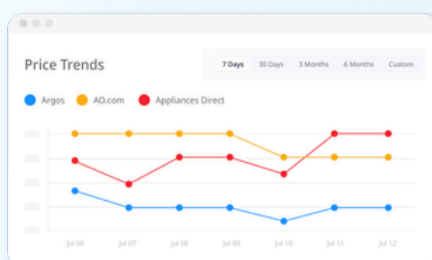 Price Trends
7 Days 30 Days 3 Months 6 Months Custom
Argos AO.com Appliances Direct
Jul 06 Jul 07 Jul 08 Jul 09 Jul 10 Jul 11 Jul 12